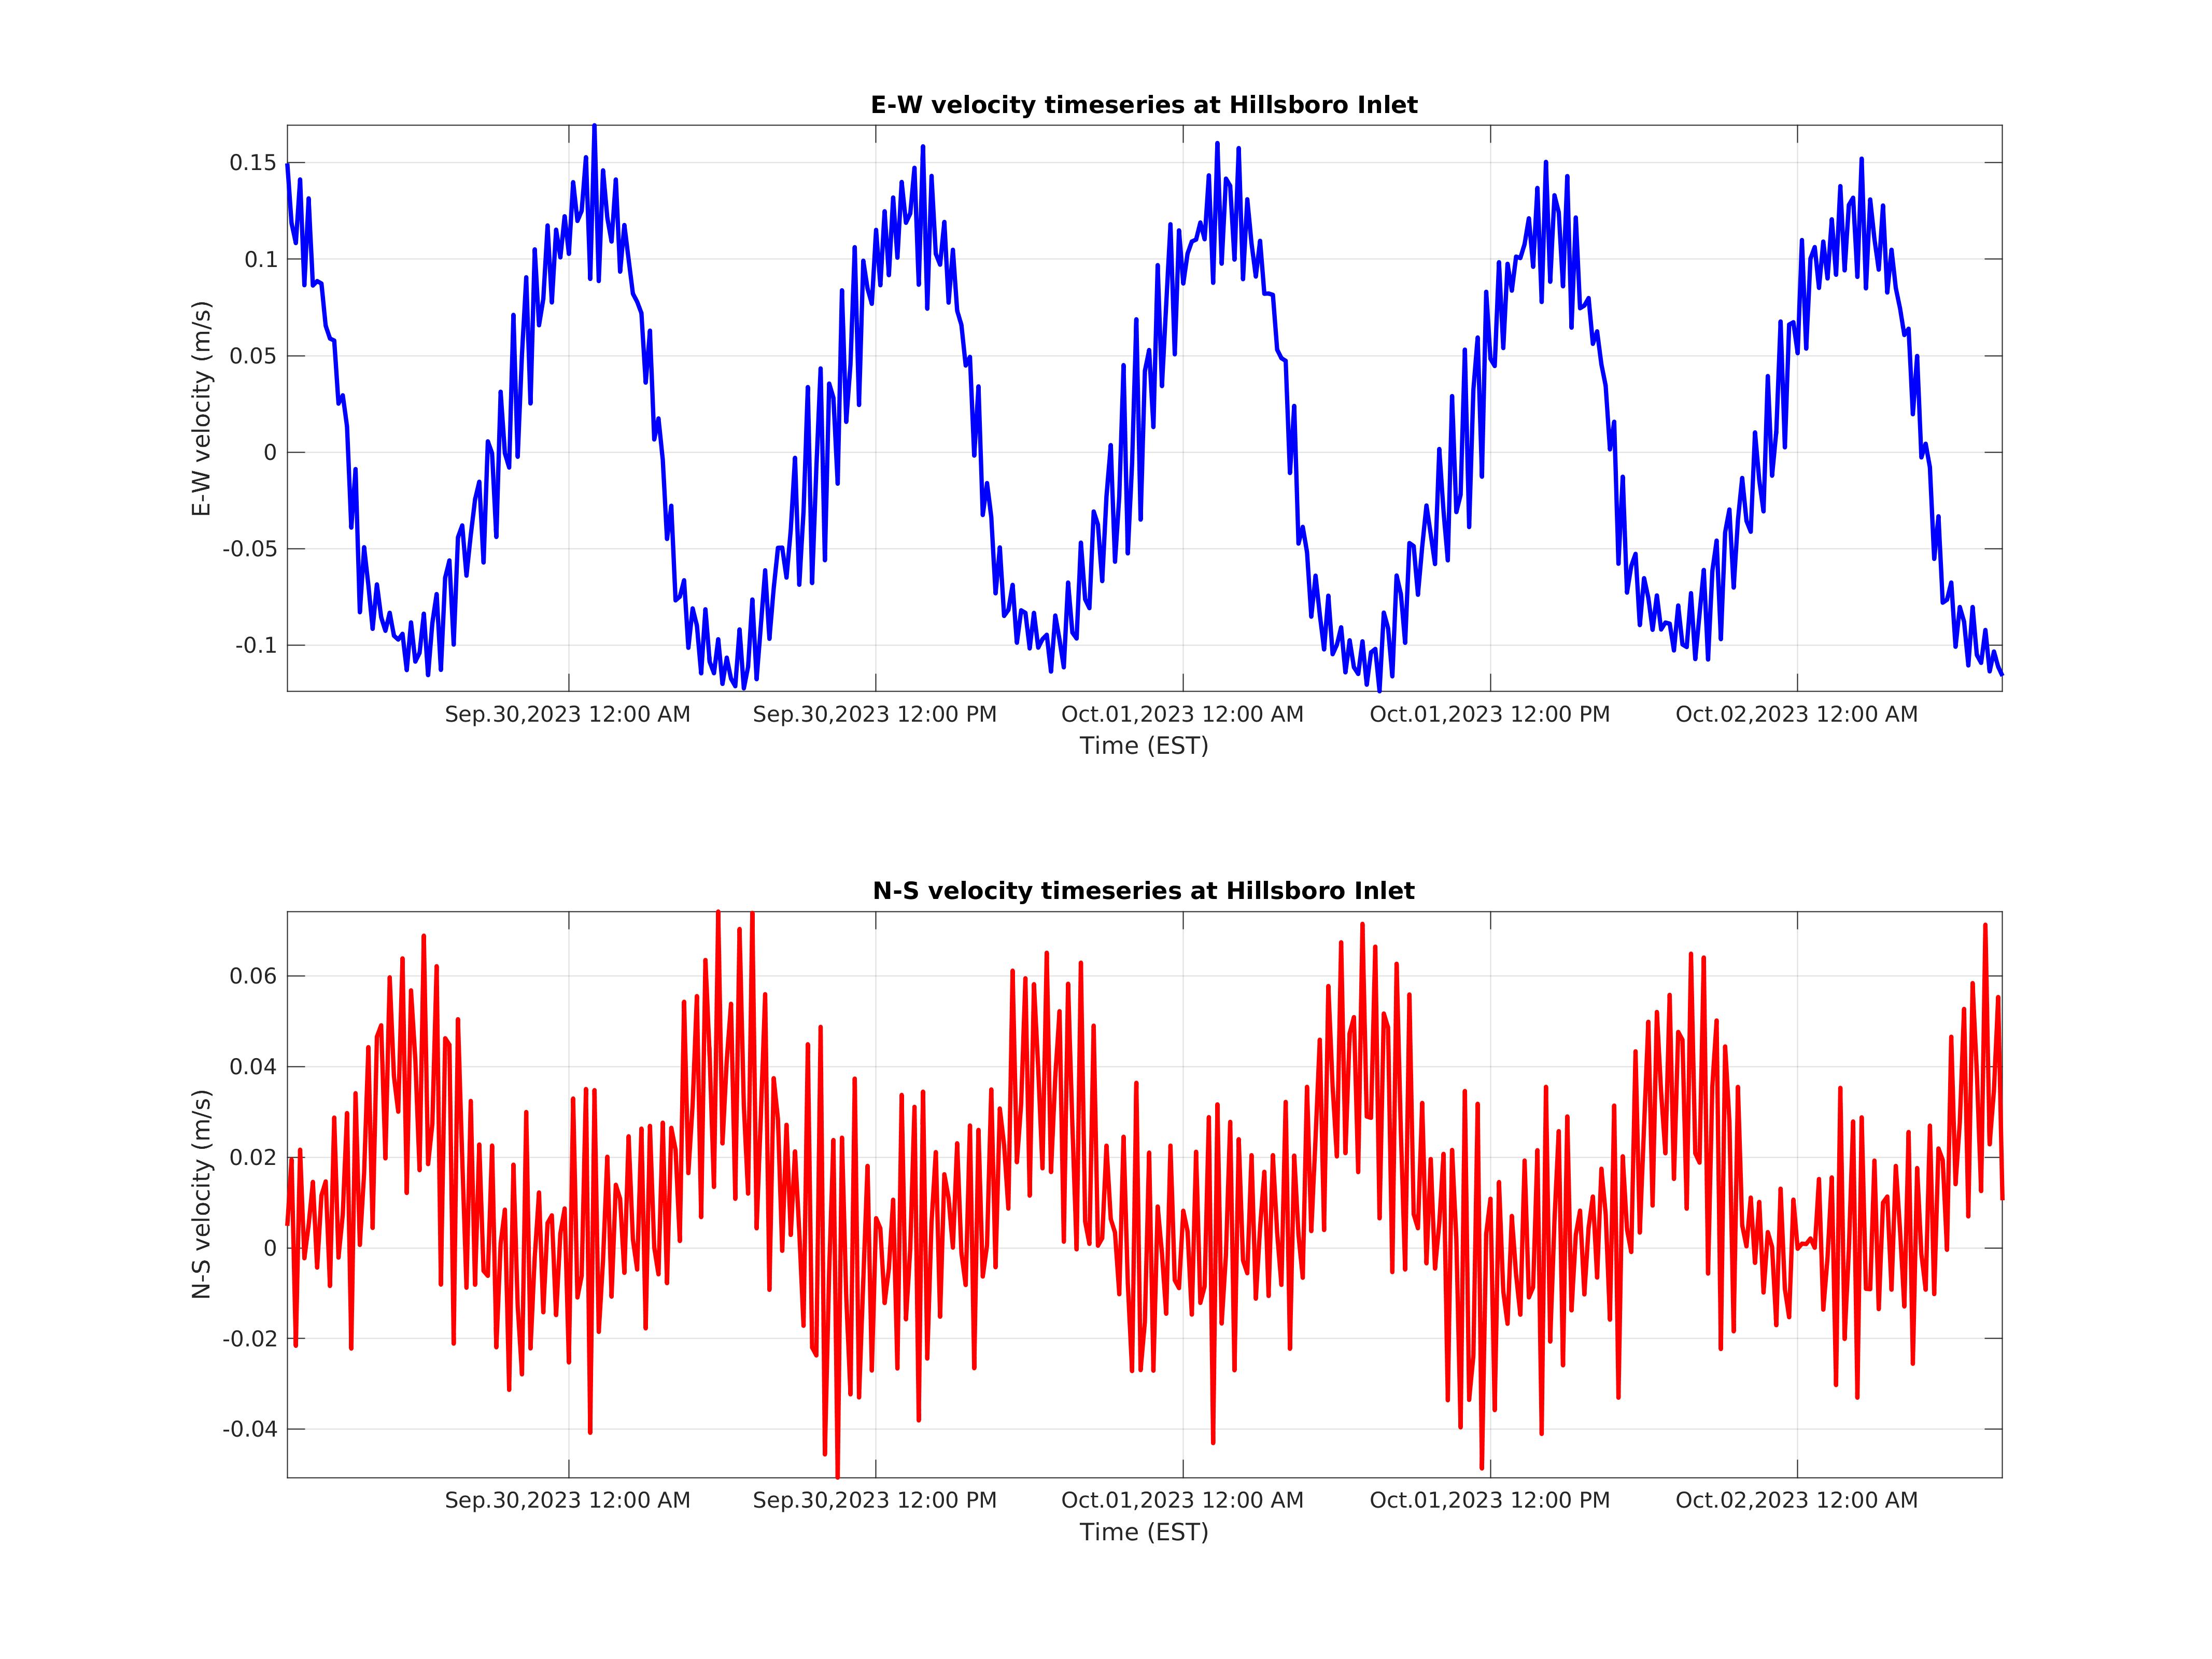 E-W velocity timeseries at Hillsboro Inlet
0.15
0.1
0.05
0
-0.05
-0.1
E-W velocity (m/s)
Sep.30,2023 12:00 AM Sep.30,2023 12:00 PM Oct.01,2023 12:00 AM Oct.01,2023 12:00 PM Oct.02,2023 12:00 AM
Time (EST)
N-S velocity timeseries at Hillsboro Inlet
0.06
0.04
0.02
0
-0.02
-0.04
N-S velocity (m/s)
Sep.30,2023 12:00 AM Sep.30,2023 12:00 PM Oct.01,2023 12:00 AM Oct.01,2023 12:00 PM Oct.02,2023 12:00 AM
Time (EST)